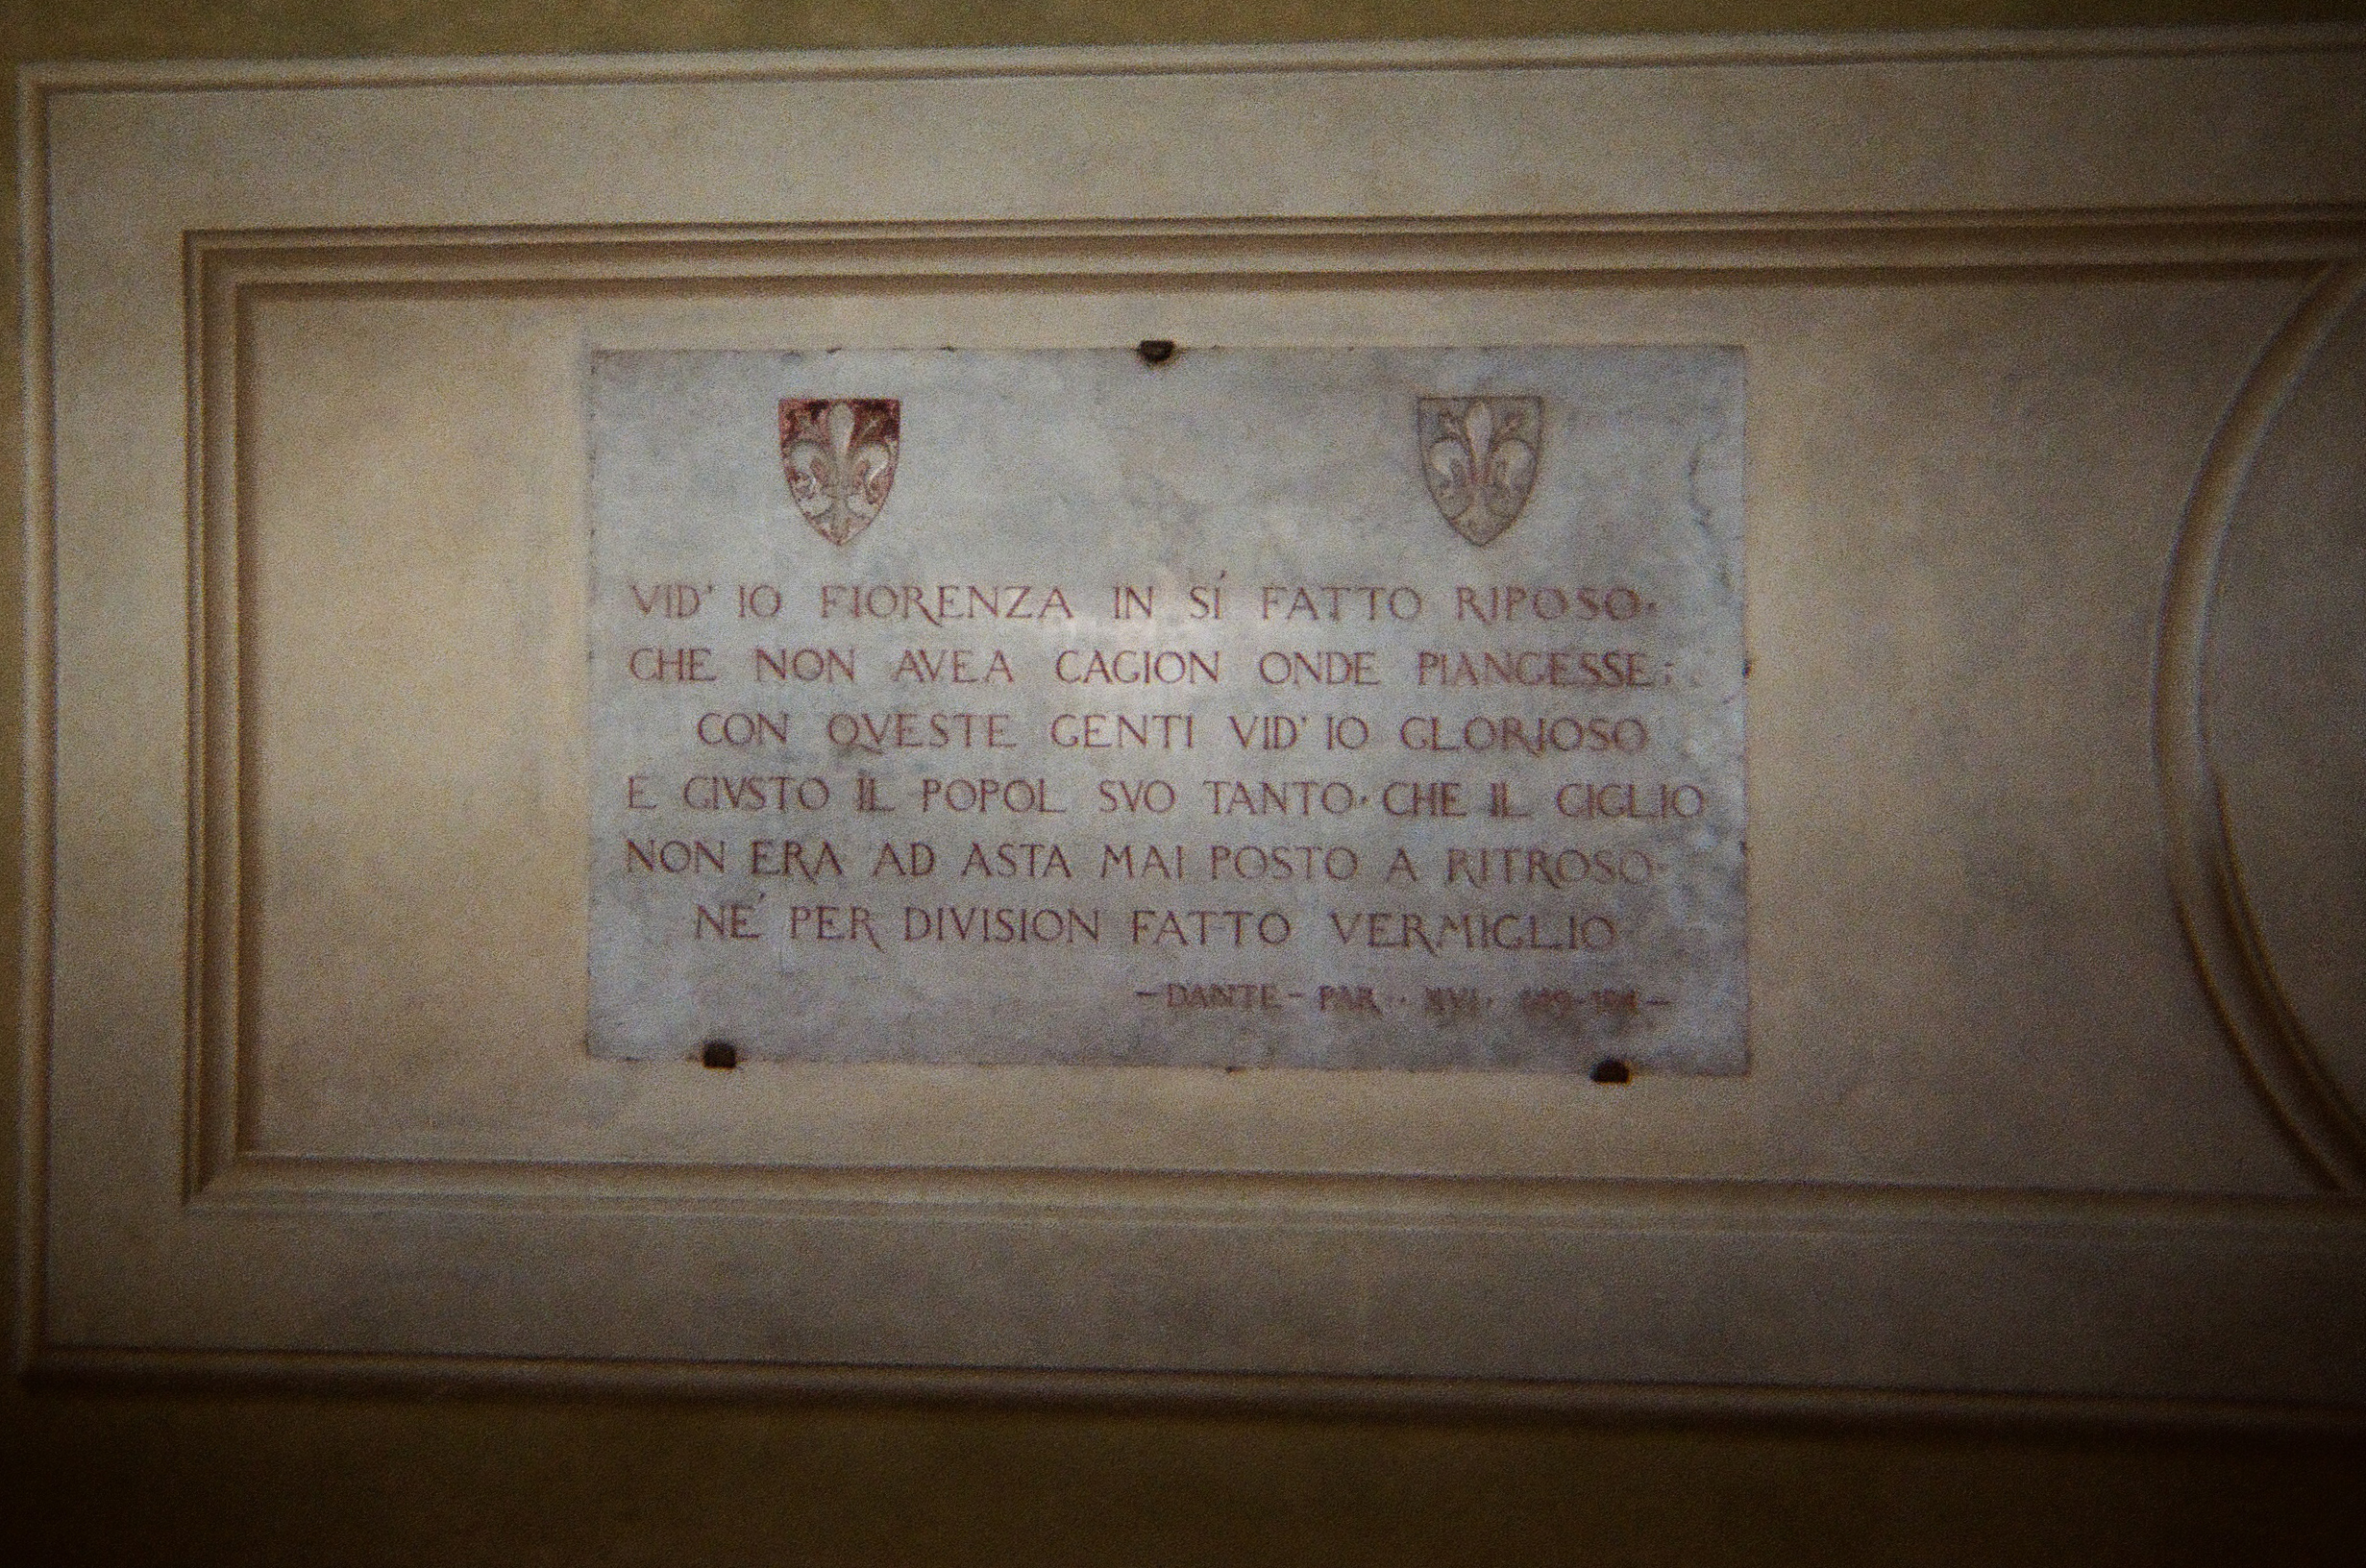 VID' IO FIORENZA IN SÍ FATTO RIPOSO·
CHE NON AVEA CAGION ONDE PIANGESSE:
CON QVESTE GENTI VID' IO GLORIOSO
E GIVSTO IL POPOL SVO TANTO· CHE IL GIGLIO
NON ERA AD ASTA MAI POSTO A RITROSO·
NÉ PER DIVISION FATTO VERMIGLIO
—DANTE— PAR· XVI·